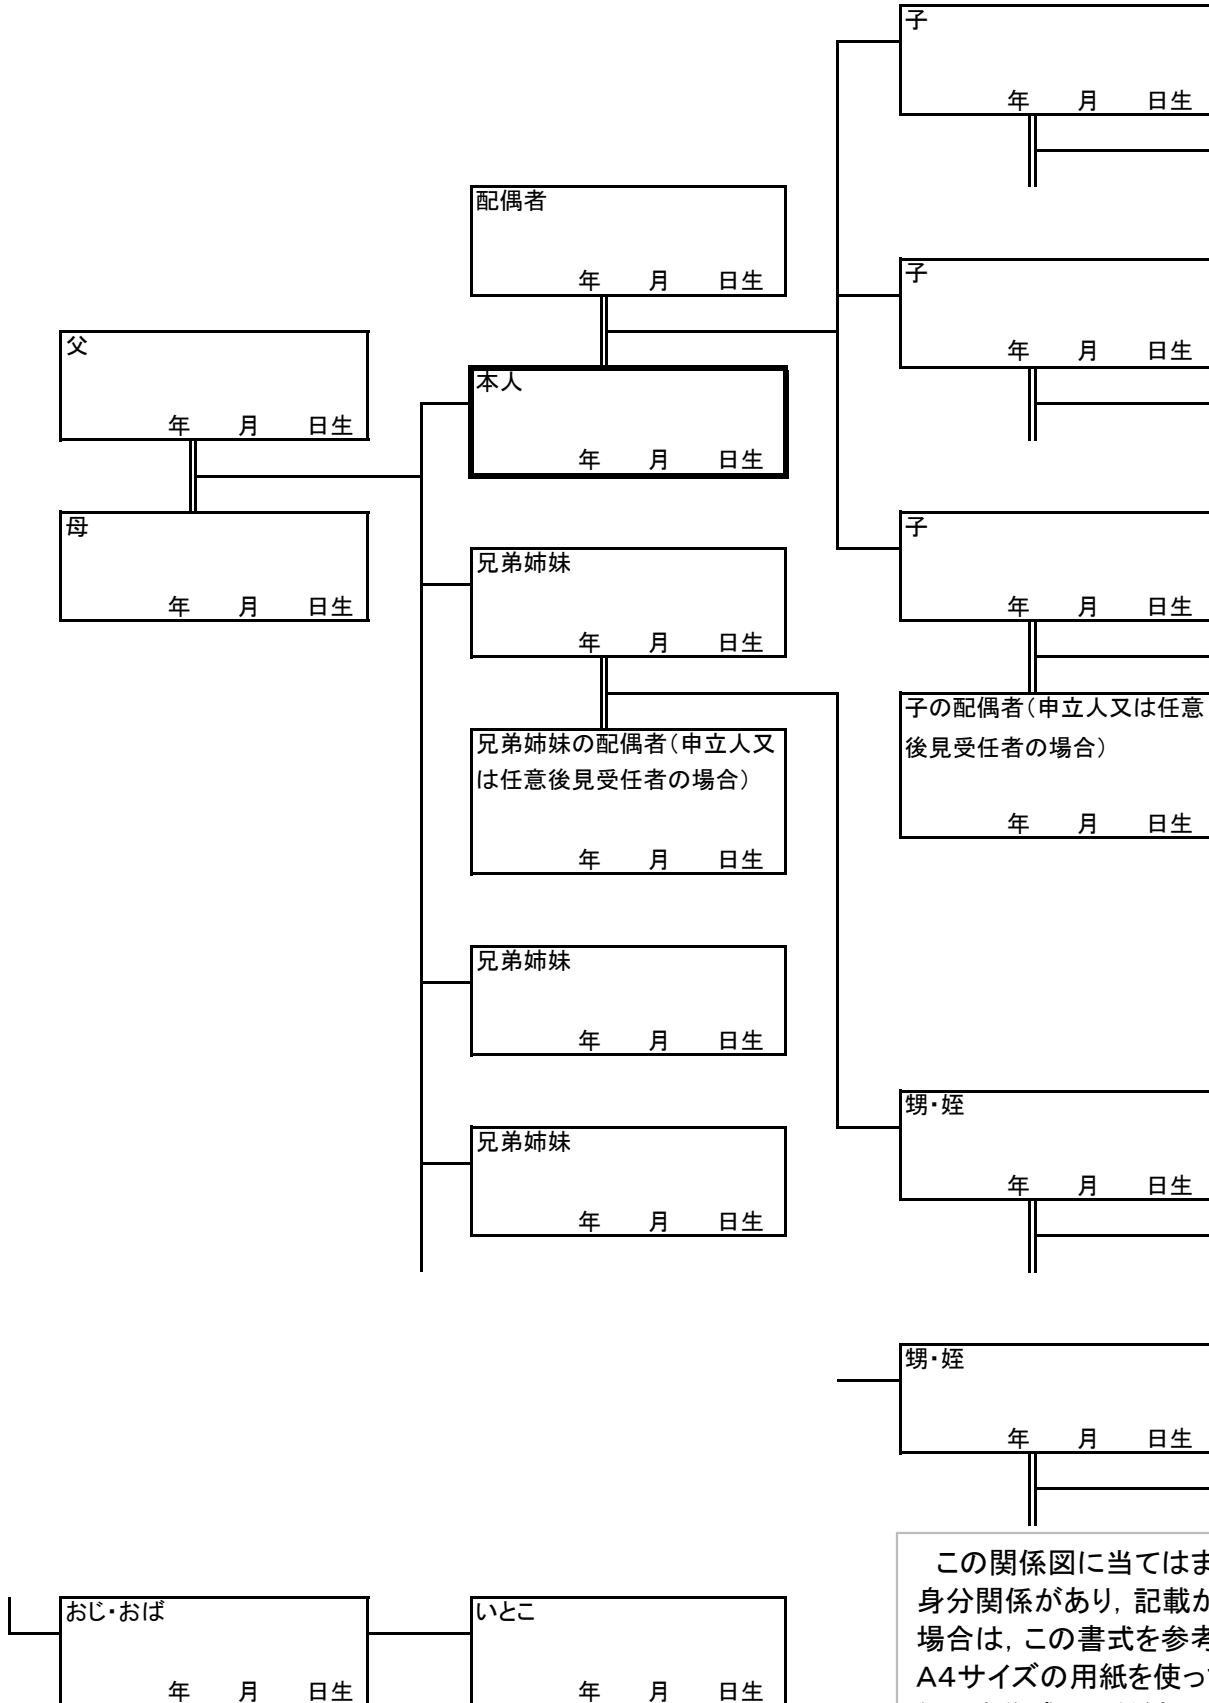 子
年 月 日生
配偶者
年 月 日生
子
年 月 日生
父
年 月 日生
本人
年 月 日生
母
年 月 日生
子
年 月 日生
兄弟姉妹
年 月 日生
子の配偶者（申立人又は任意
後見受任者の場合）
年 月 日生
兄弟姉妹の配偶者（申立人又
は任意後見受任者の場合）
年 月 日生
兄弟姉妹
年 月 日生
甥・姪
年 月 日生
兄弟姉妹
年 月 日生
甥・姪
年 月 日生
おじ・おば
年 月 日生
いとこ
年 月 日生
この関係図に当てはま
身分関係があり，記載が
場合は，この書式を参考
A4サイズの用紙を使って